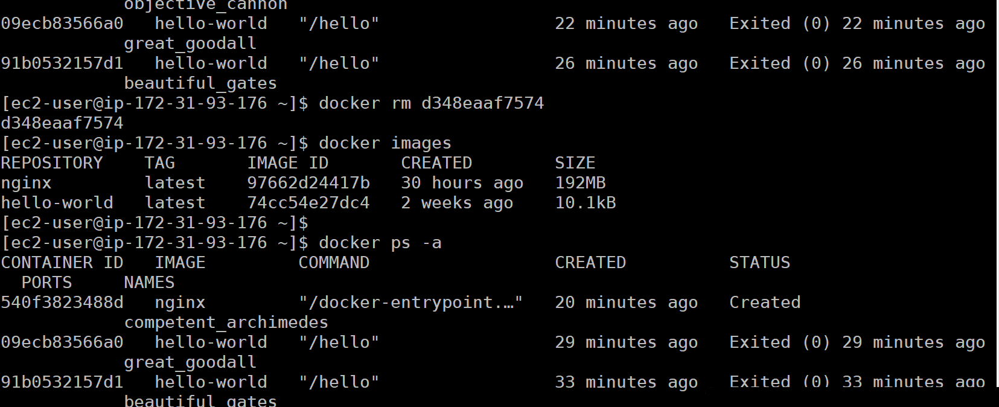 objective_cannon
09ecb83566a0   hello-world   "/hello"                 22 minutes ago   Exited (0) 22 minutes ago
            great_goodall
91b0532157d1   hello-world   "/hello"                 26 minutes ago   Exited (0) 26 minutes ago
            beautiful_gates
[ec2-user@ip-172-31-93-176 ~]$ docker rm d348eaaf7574
d348eaaf7574
[ec2-user@ip-172-31-93-176 ~]$ docker images
REPOSITORY    TAG       IMAGE ID       CREATED        SIZE
nginx         latest    97662d24417b   30 hours ago   192MB
hello-world   latest    74cc54e27dc4   2 weeks ago    10.1kB
[ec2-user@ip-172-31-93-176 ~]$
[ec2-user@ip-172-31-93-176 ~]$ docker ps -a
CONTAINER ID   IMAGE         COMMAND                  CREATED          STATUS
  PORTS     NAMES
540f3823488d   nginx         "/docker-entrypoint.…"   20 minutes ago   Created
            competent_archimedes
09ecb83566a0   hello-world   "/hello"                 29 minutes ago   Exited (0) 29 minutes ago
            great_goodall
91b0532157d1   hello-world   "/hello"                 33 minutes ago   Exited (0) 33 minutes ago
            beautiful_gates